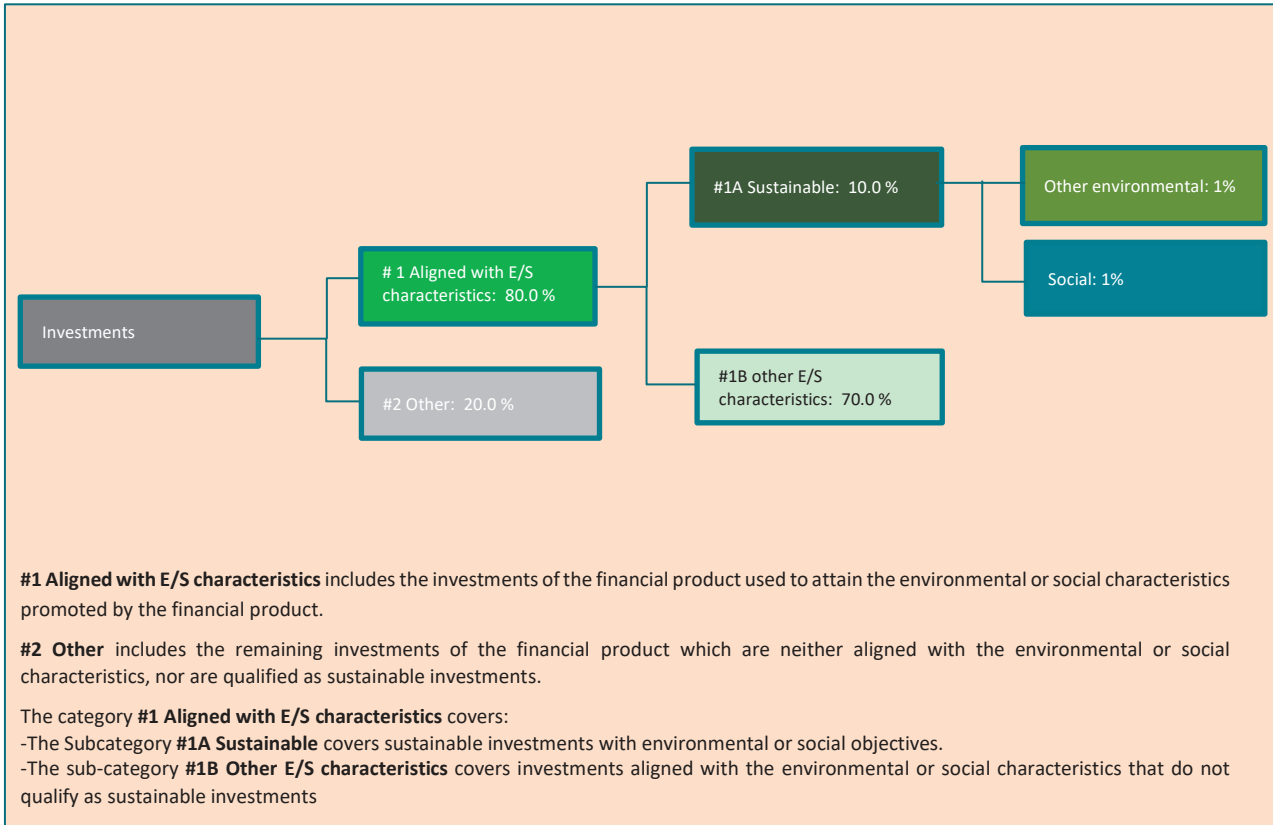 Investments
# 1 Aligned with E/S
characteristics: 80.0 %
#2 Other: 20.0 %
#1A Sustainable: 10.0 %
#1B other E/S
characteristics: 70.0 %
Other environmental: 1%
Social: 1%
#1 Aligned with E/S characteristics includes the investments of the financial product used to attain the environmental or social characteristics
promoted by the financial product.
#2 Other includes the remaining investments of the financial product which are neither aligned with the environmental or social
characteristics, nor are qualified as sustainable investments.
The category #1 Aligned with E/S characteristics covers:
-The Subcategory #1A Sustainable covers sustainable investments with environmental or social objectives.
-The sub-category #1B Other E/S characteristics covers investments aligned with the environmental or social characteristics that do not
qualify as sustainable investments